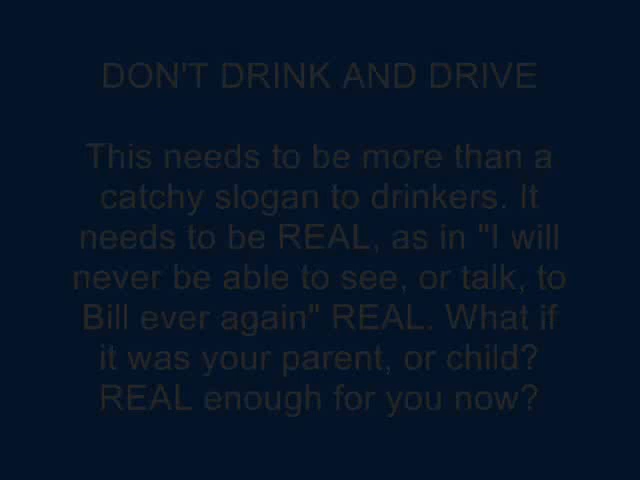 DON'T DRINK AND DRIVE
This needs to be more than a
catchy slogan to drinkers. It
needs to be REAL, as in "I will
never be able to see, or talk, to
Bill ever again" REAL. What if
it was your parent, or child?
REAL enough for you now?